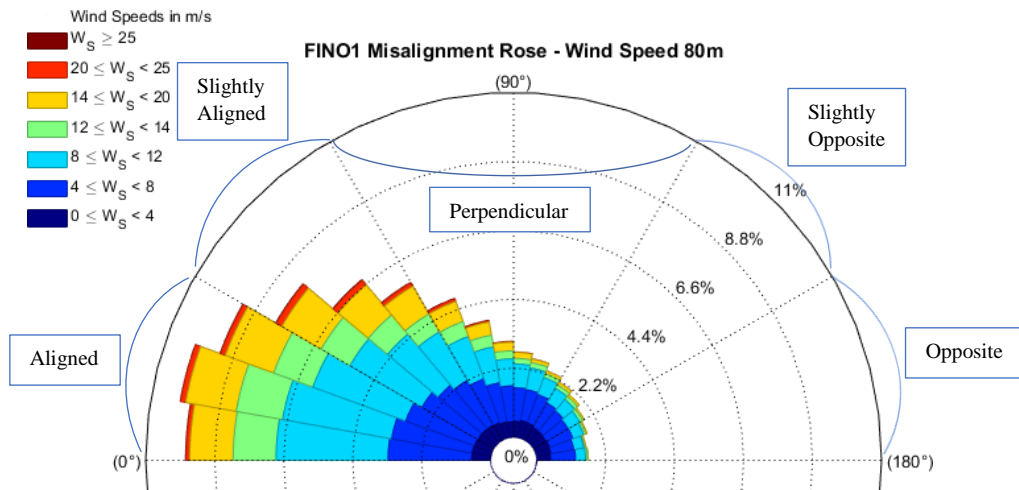 Wind Speeds in m/s
W_S ≥ 25
20 ≤ W_S < 25
14 ≤ W_S < 20
12 ≤ W_S < 14
8 ≤ W_S < 12
4 ≤ W_S < 8
0 ≤ W_S < 4
FINO1 Misalignment Rose - Wind Speed 80m
(90°)
Slightly
Aligned
Slightly
Opposite
Perpendicular
11%
8.8%
6.6%
4.4%
2.2%
0%
Aligned
Opposite
(0°)
(180°)